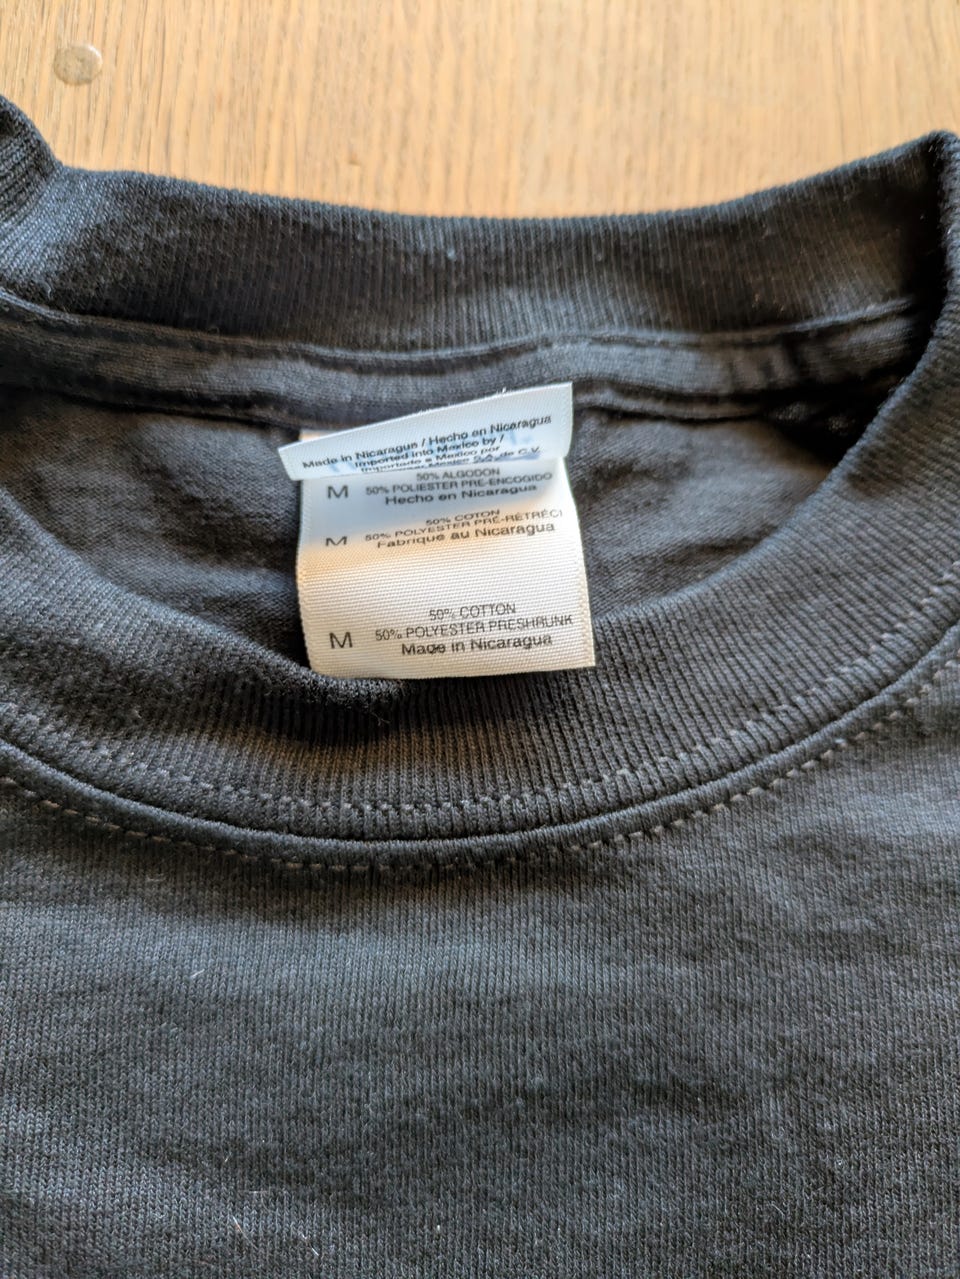 Made in Nicaragua / Hecho en Nicaragua
Imported into Mexico by /
Importado a Mexico por
Mexico S.A. de C.V.
50% ALGODON
M 50% POLIESTER PRE-ENCOGIDO
Hecho en Nicaragua
50% COTON
M 50% POLYESTER PRÉ-RÉTRÉCI
Fabriqué au Nicaragua
50% COTTON
M 50% POLYESTER PRESHRUNK
Made in Nicaragua